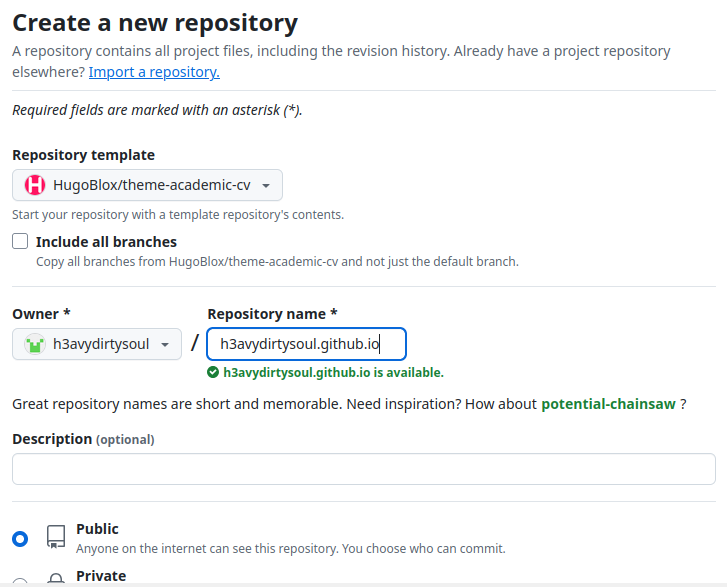 Create a new repository
A repository contains all project files, including the revision history. Already have a project repository
elsewhere? Import a repository.
Required fields are marked with an asterisk (*).
Repository template
HugoBlox/theme-academic-cv
Start your repository with a template repository's contents.
Include all branches
Copy all branches from HugoBlox/theme-academic-cv and not just the default branch.
Owner * Repository name *
h3avydirtysoul / h3avydirtysoul.github.io
h3avydirtysoul.github.io is available.
Great repository names are short and memorable. Need inspiration? How about potential-chainsaw ?
Description (optional)
Public
Anyone on the internet can see this repository. You choose who can commit.
Private